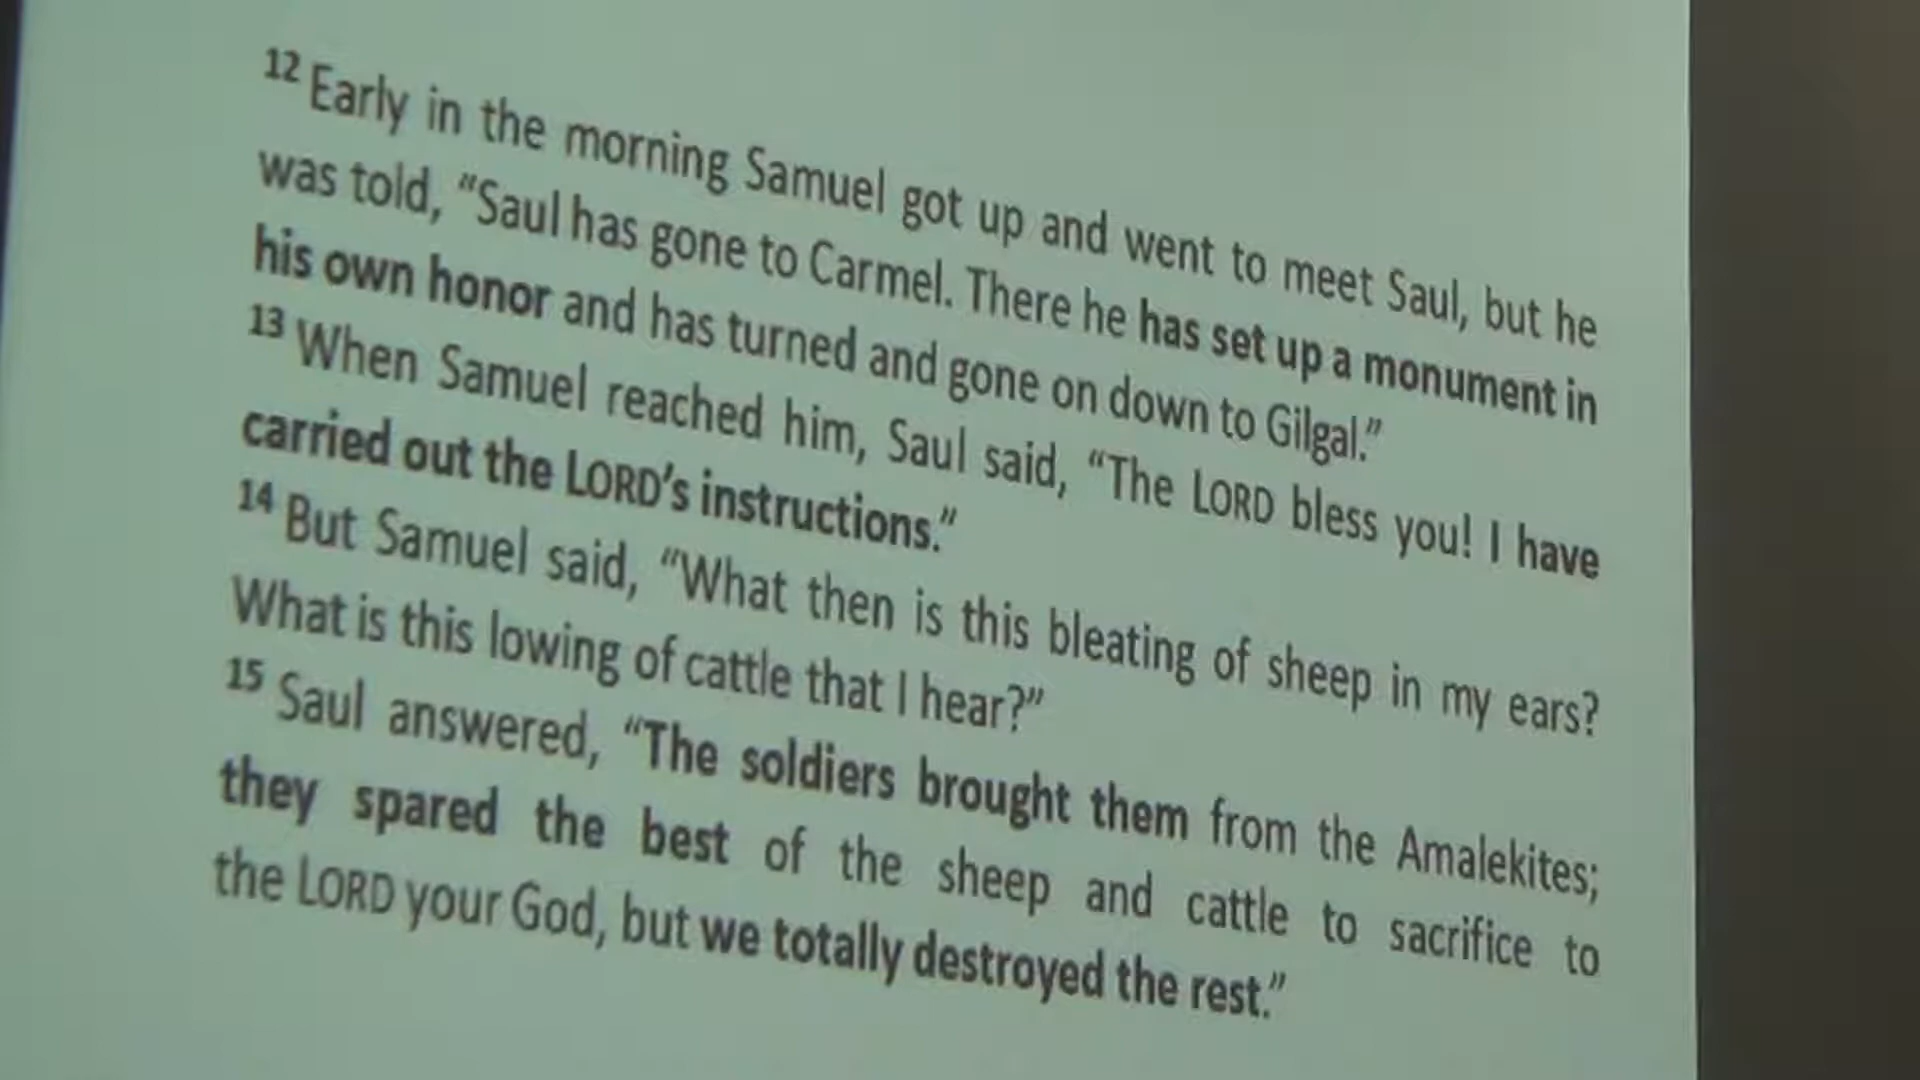 12 Early in the morning Samuel got up and went to meet Saul, but he
was told, “Saul has gone to Carmel. There he has set up a monument in
his own honor and has turned and gone on down to Gilgal.”
13 When Samuel reached him, Saul said, “The LORD bless you! I have
carried out the LORD’s instructions.”
14 But Samuel said, “What then is this bleating of sheep in my ears?
What is this lowing of cattle that I hear?”
15 Saul answered, “The soldiers brought them from the Amalekites;
they spared the best of the sheep and cattle to sacrifice to
the LORD your God, but we totally destroyed the rest.”